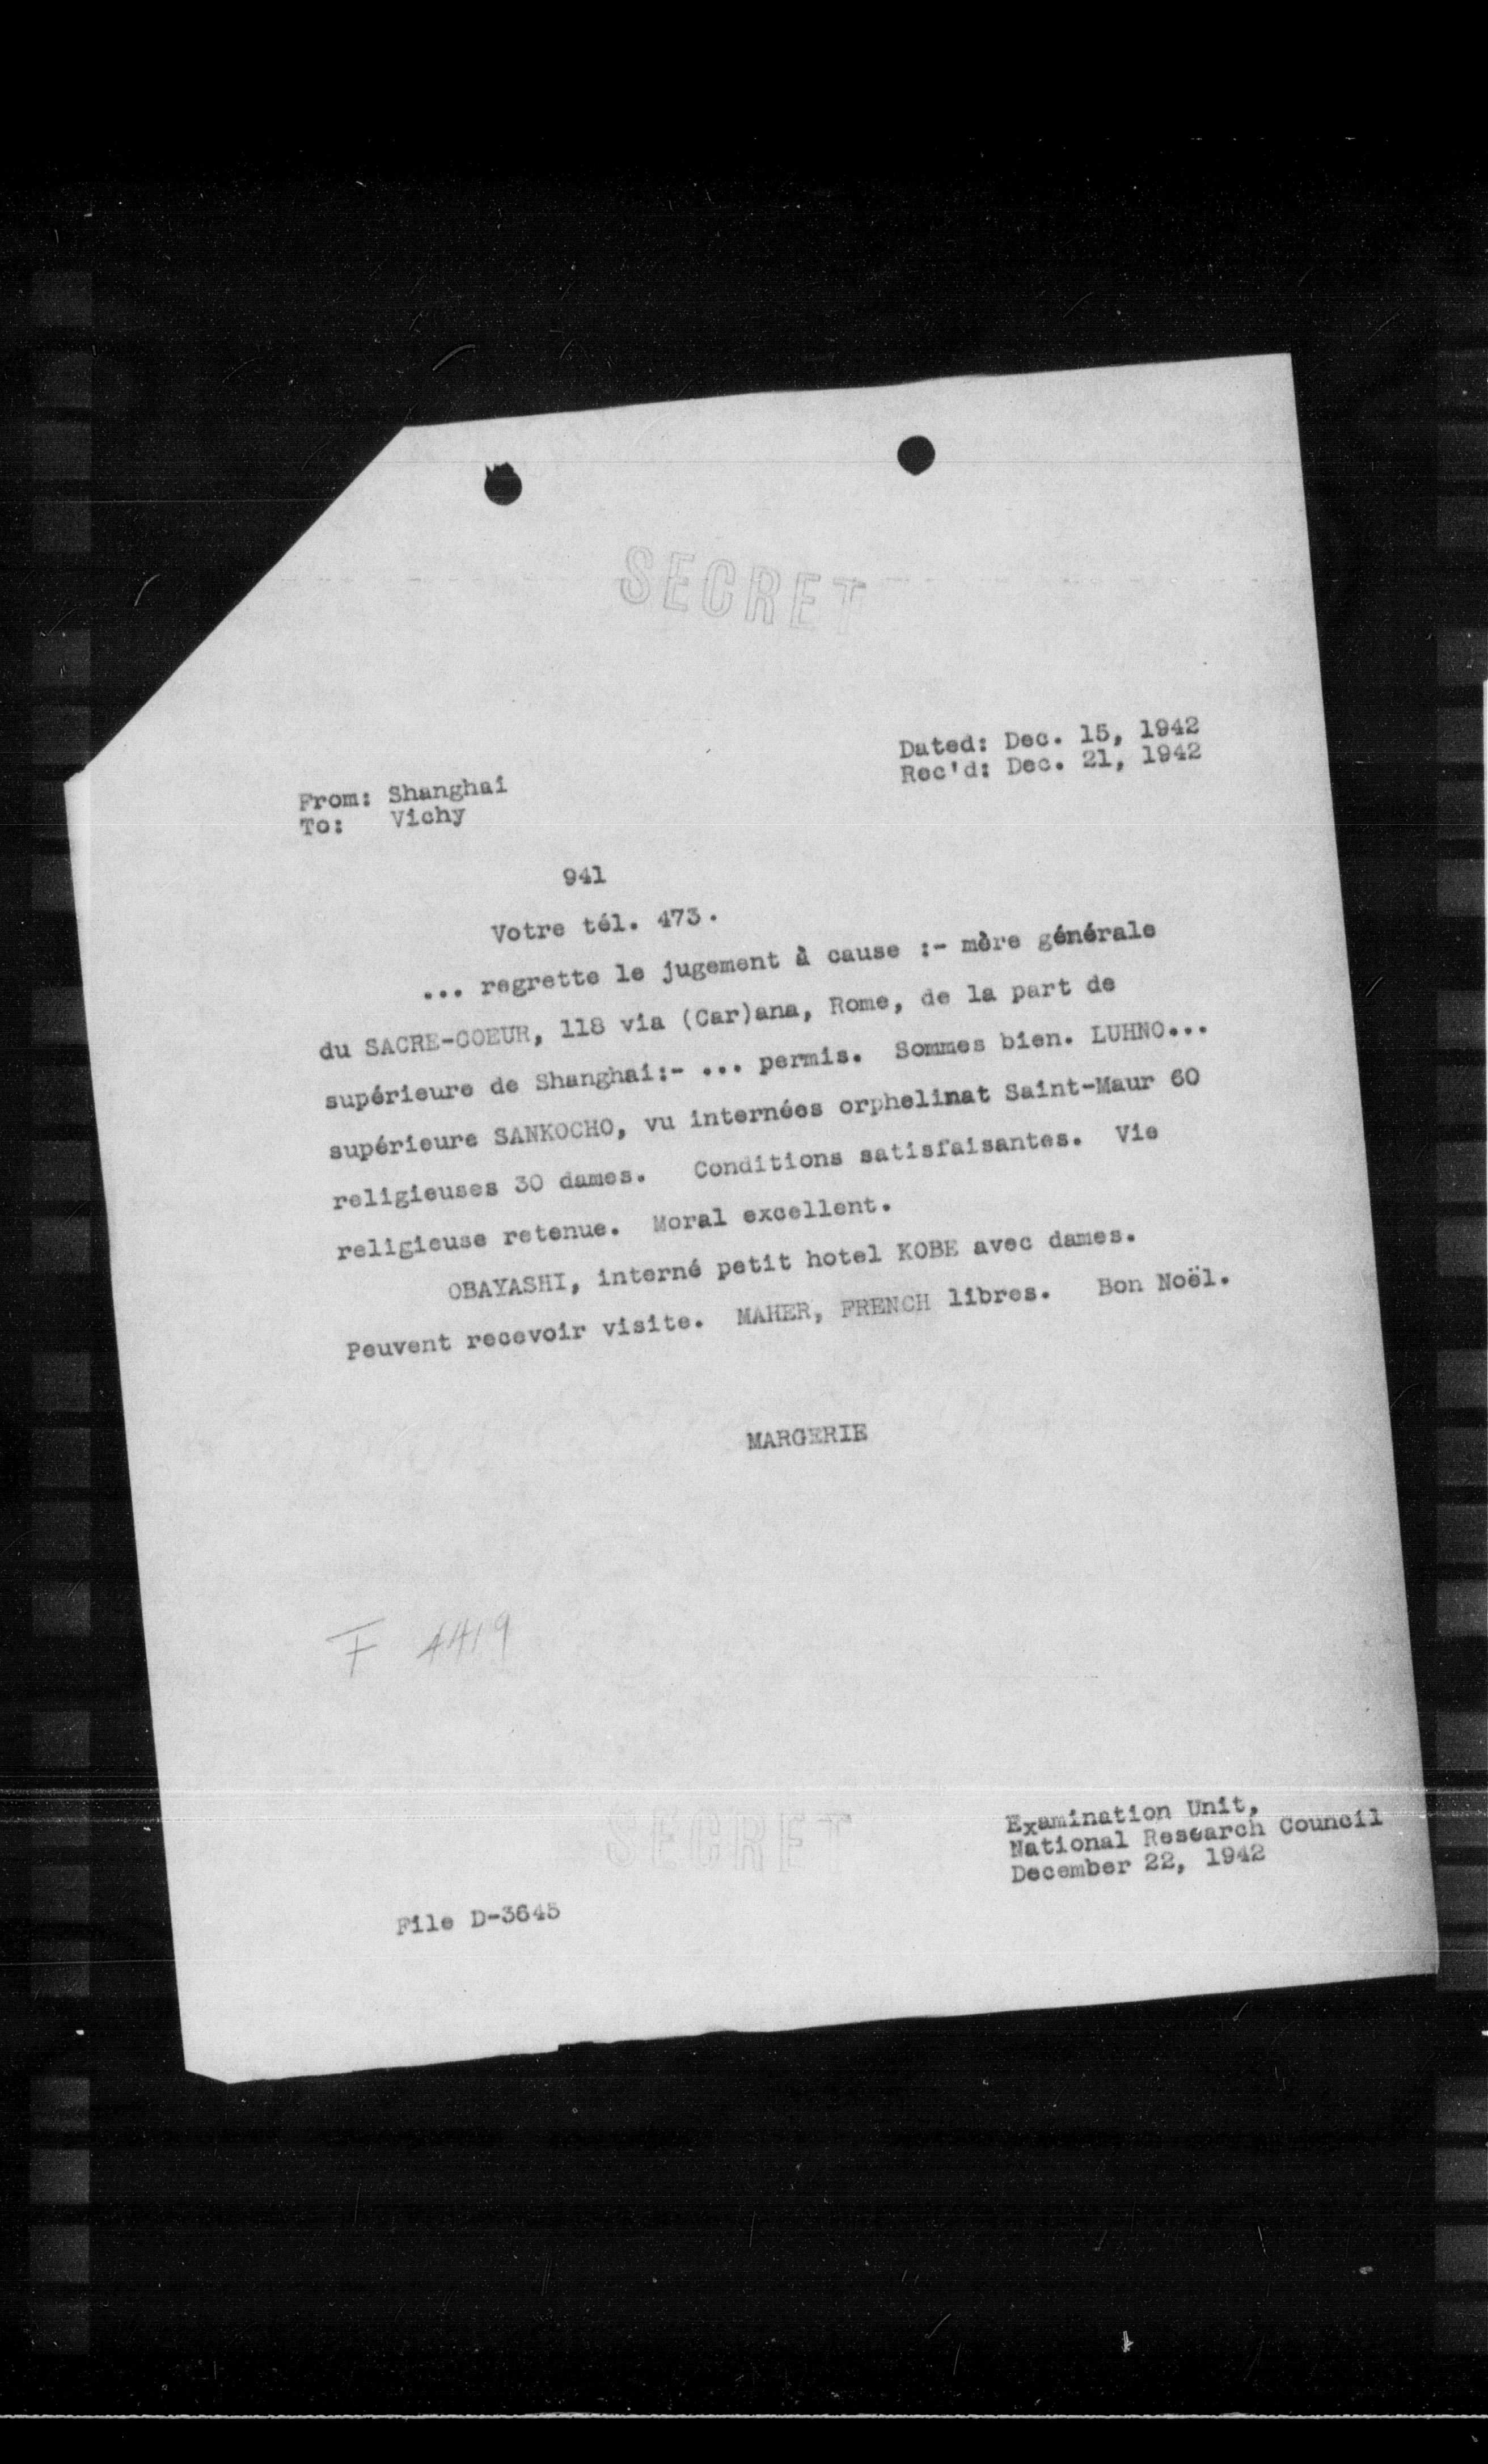 SECRET
Dated: Dec. 15, 1942
Rec'd: Dec. 21, 1942
From: Shanghai
To: Vichy
941
Votre tél. 473.
... regrette le jugement à cause :- mère générale
du SACRE-COEUR, 118 via (Car)ana, Rome, de la part de
supérieure de Shanghai:- ... permis. Sommes bien. LUHNO...
supérieure SANKOCHO, vu internées orphelinat Saint-Maur 60
religieuses 30 dames. Conditions satisfaisantes. Vie
religieuse retenue. Moral excellent.
OBAYASHI, interné petit hotel KOBE avec dames.
Peuvent recevoir visite. MAHER, FRENCH libres. Bon Noël.
MARGERIE
F 4419
SECRET
Examination Unit,
National Research Council
December 22, 1942
File D-3645